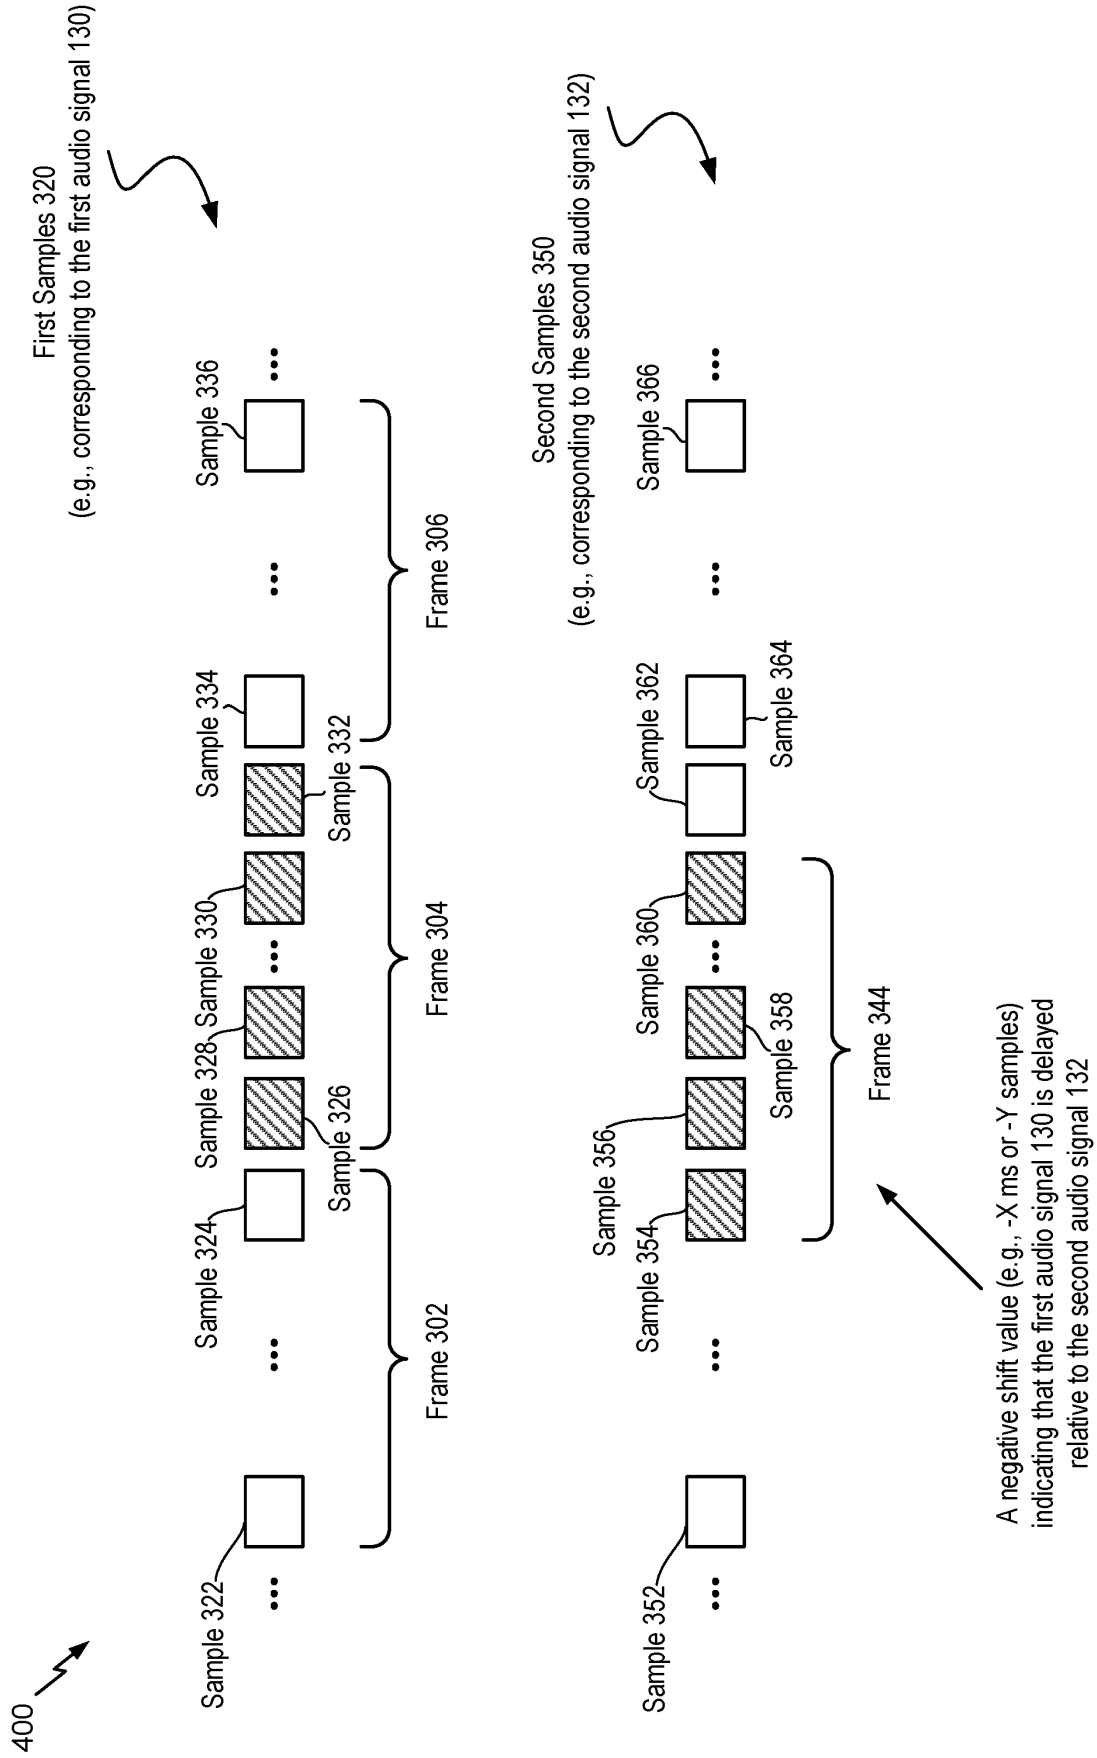 400
First Samples 320
(e.g., corresponding to the first audio signal 130)
Sample 322
Sample 324
Sample 326
Sample 328
Sample 330
Sample 332
Sample 334
Sample 336
Frame 302
Frame 304
Frame 306
Second Samples 350
(e.g., corresponding to the second audio signal 132)
Sample 352
Sample 354
Sample 356
Sample 358
Sample 360
Sample 362
Sample 364
Sample 366
Frame 344
A negative shift value (e.g., -X ms or -Y samples)
indicating that the first audio signal 130 is delayed
relative to the second audio signal 132